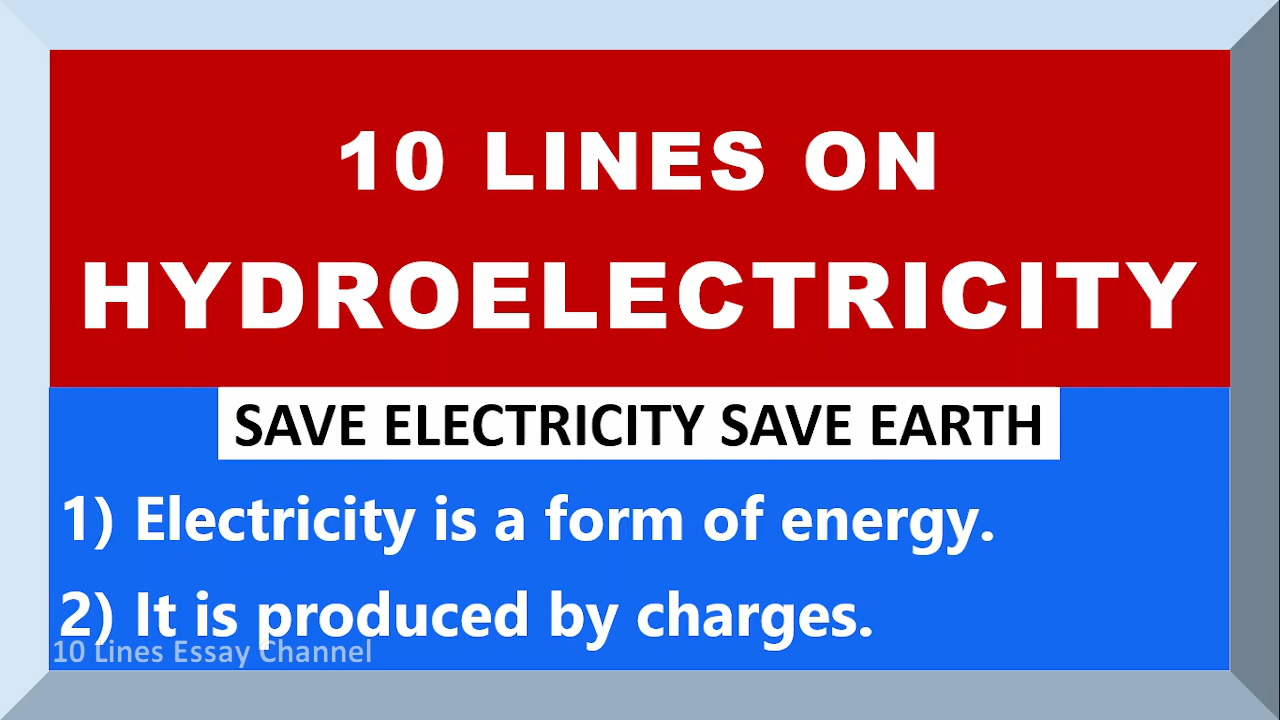 10 LINES ON
HYDROELECTRICITY
SAVE ELECTRICITY SAVE EARTH
1) Electricity is a form of energy.
2) It is produced by charges.
10 Lines Essay Channel